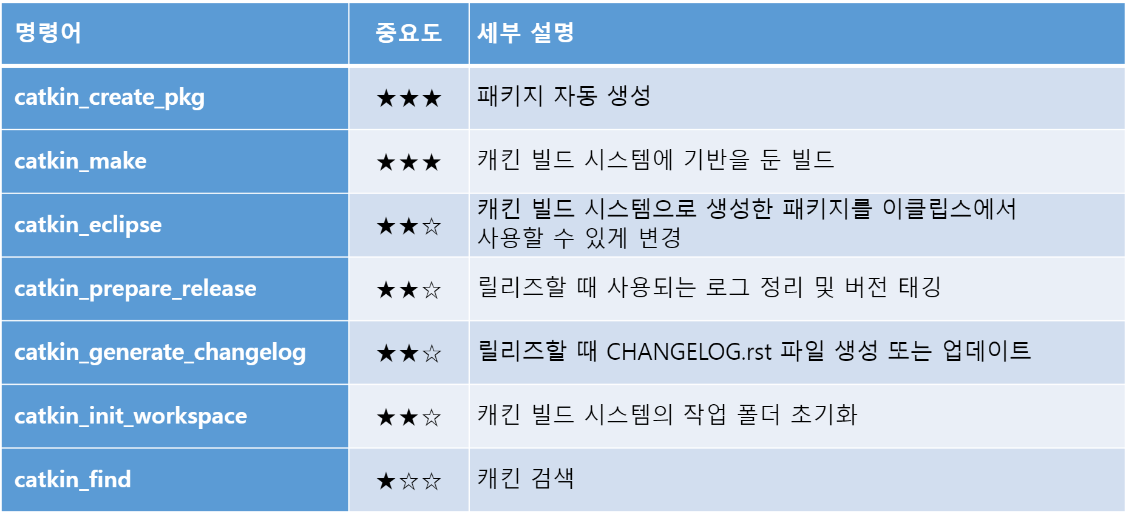 명령어 중요도 세부 설명
catkin_create_pkg ★★★ 패키지 자동 생성
catkin_make ★★★ 캐킨 빌드 시스템에 기반을 둔 빌드
catkin_eclipse ★★☆ 캐킨 빌드 시스템으로 생성한 패키지를 이클립스에서
사용할 수 있게 변경
catkin_prepare_release ★★☆ 릴리즈할 때 사용되는 로그 정리 및 버전 태깅
catkin_generate_changelog ★★☆ 릴리즈할 때 CHANGELOG.rst 파일 생성 또는 업데이트
catkin_init_workspace ★★☆ 캐킨 빌드 시스템의 작업 폴더 초기화
catkin_find ★☆☆ 캐킨 검색